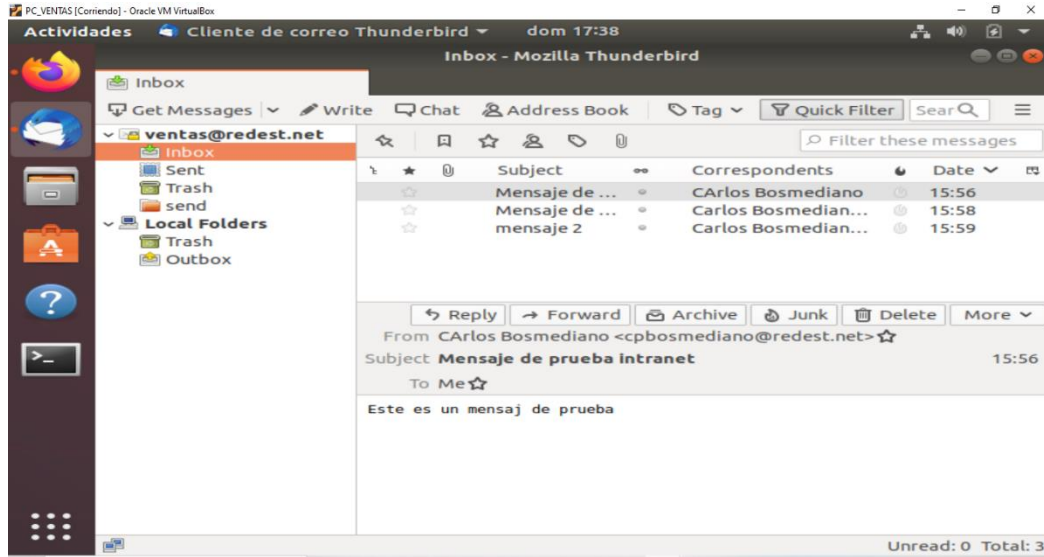 PC_VENTAS [Corriendo] - Oracle VM VirtualBox
Actividades Cliente de correo Thunderbird dom 17:38
Inbox - Mozilla Thunderbird
Inbox
Get Messages Write Chat Address Book Tag Quick Filter Sear
ventas@redest.net
Inbox
Sent
Trash
send
Local Folders
Trash
Outbox
Filter these messages
Subject Correspondents Date
Mensaje de ... CArlos Bosmediano 15:56
Mensaje de ... Carlos Bosmedian... 15:58
mensaje 2 Carlos Bosmedian... 15:59
Reply Forward Archive Junk Delete More
From CArlos Bosmediano <cpbosmediano@redest.net>
Subject Mensaje de prueba intranet 15:56
To Me
Este es un mensaj de prueba
Unread: 0 Total: 3